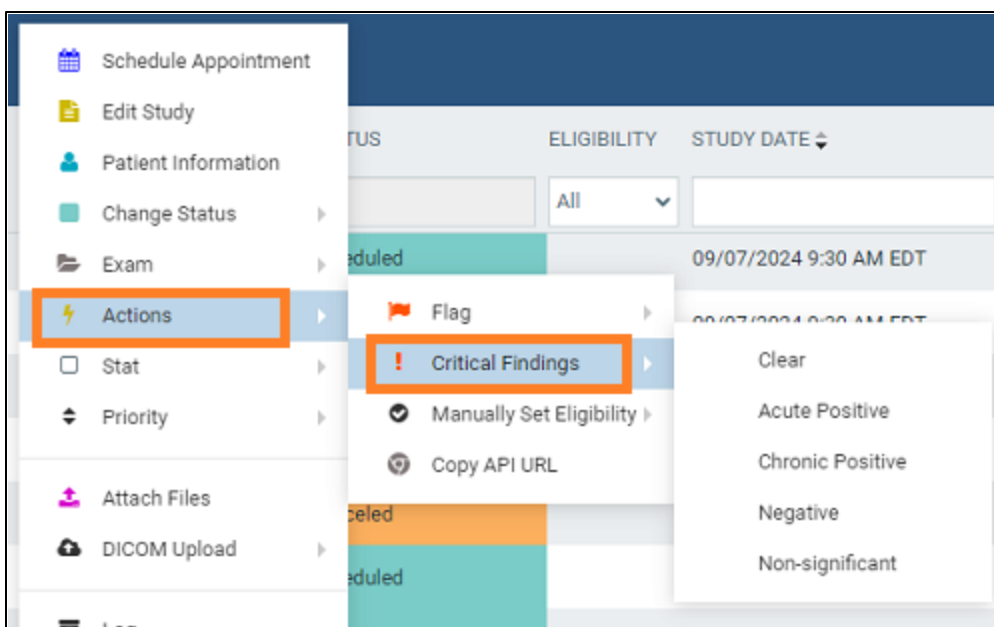 Schedule Appointment
Edit Study
Patient Information
Change Status
Exam
Actions
Stat
Priority
Attach Files
DICOM Upload
TUS
ELIGIBILITY
STUDY DATE
All
eduled
09/07/2024 9:30 AM EDT
Flag
Critical Findings
Manually Set Eligibility
Copy API URL
Clear
Acute Positive
Chronic Positive
Negative
Non-significant
celed
eduled